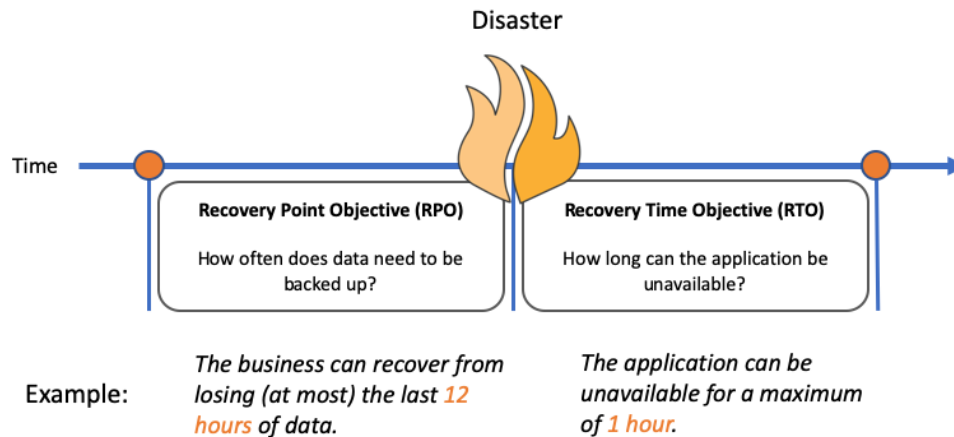 Disaster
Time
Recovery Point Objective (RPO)
How often does data need to be
backed up?
Recovery Time Objective (RTO)
How long can the application be
unavailable?
Example:
The business can recover from
losing (at most) the last 12
hours of data.
The application can be
unavailable for a maximum
of 1 hour.